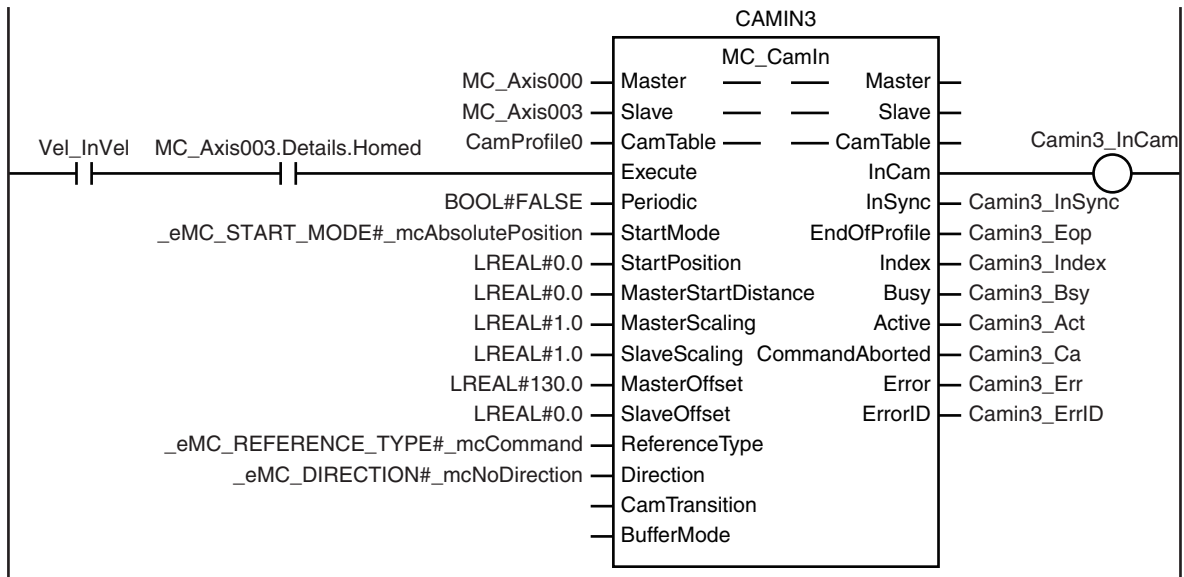 CAMIN3
MC_CamIn
MC_Axis000 Master Master
MC_Axis003 Slave Slave
Vel_InVel MC_Axis003.Details.Homed CamProfile0 CamTable CamTable Camin3_InCam
Execute InCam
BOOL#FALSE Periodic InSync Camin3_InSync
_eMC_START_MODE#_mcAbsolutePosition StartMode EndOfProfile Camin3_Eop
LREAL#0.0 StartPosition Index Camin3_Index
LREAL#0.0 MasterStartDistance Busy Camin3_Bsy
LREAL#1.0 MasterScaling Active Camin3_Act
LREAL#1.0 SlaveScaling CommandAborted Camin3_Ca
LREAL#130.0 MasterOffset Error Camin3_Err
LREAL#0.0 SlaveOffset ErrorID Camin3_ErrID
_eMC_REFERENCE_TYPE#_mcCommand ReferenceType
_eMC_DIRECTION#_mcNoDirection Direction
CamTransition
BufferMode